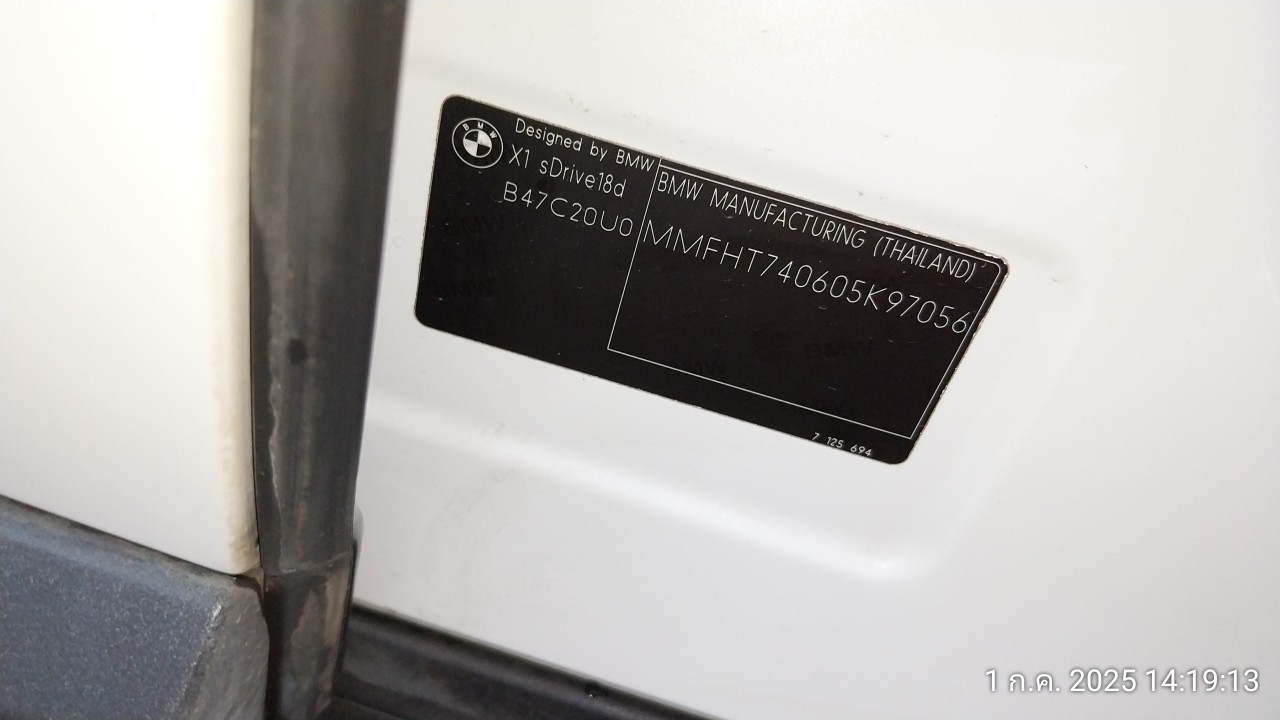 BMW
Designed by BMW
X1 sDrive18d
B47C20U0
BMW MANUFACTURING (THAILAND)
MMFHT740605K97056
7 125 694
1 ก.ค. 2025 14:19:13